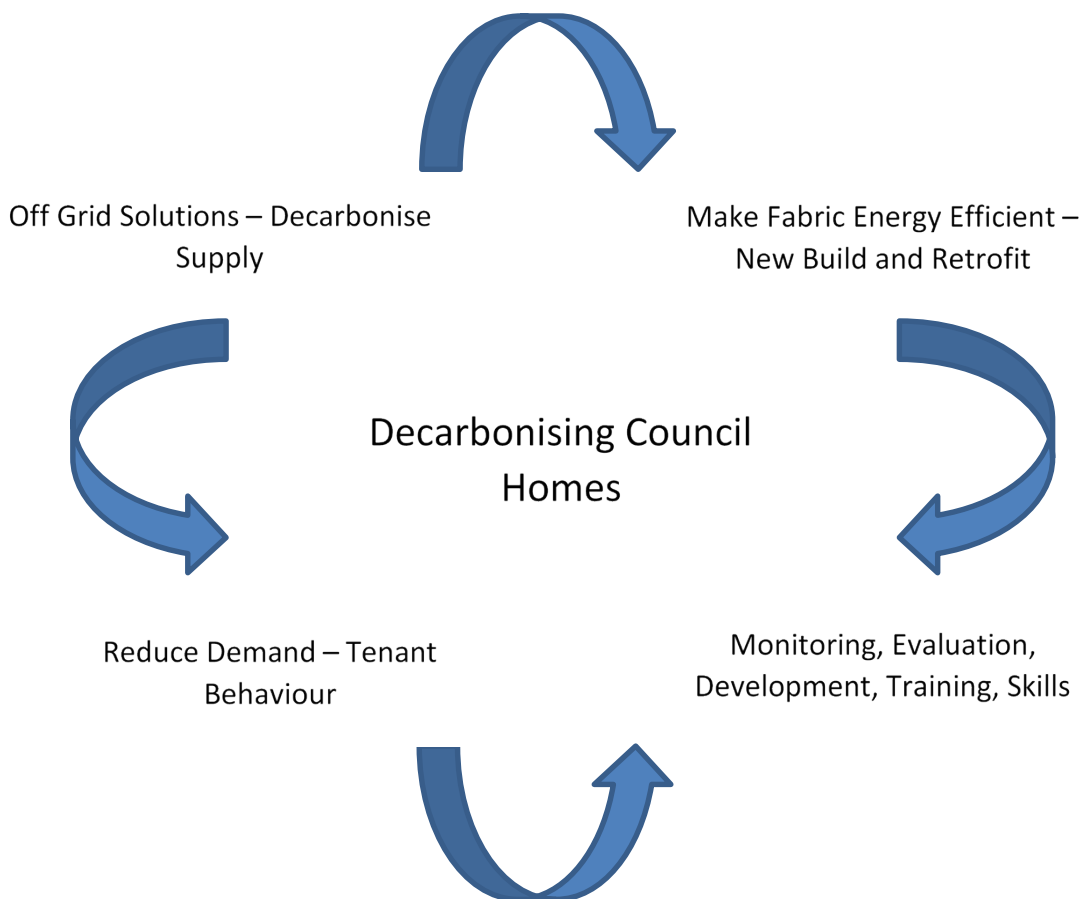 Off Grid Solutions – Decarbonise
Supply
Make Fabric Energy Efficient –
New Build and Retrofit
Decarbonising Council
Homes
Reduce Demand – Tenant
Behaviour
Monitoring, Evaluation,
Development, Training, Skills